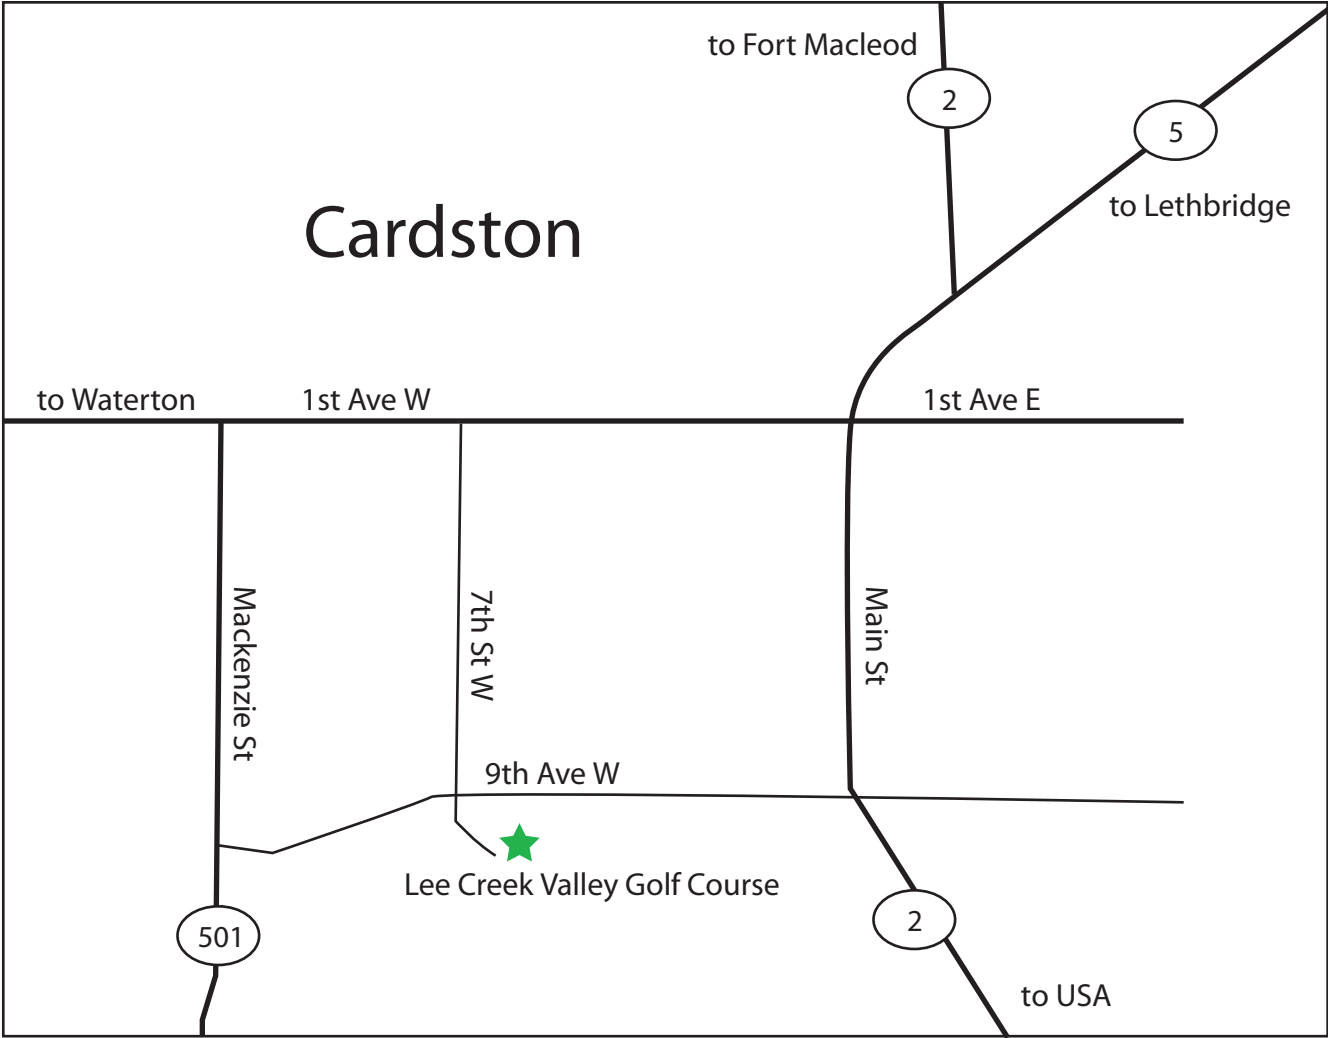 to Fort Macleod
2
5
to Lethbridge
Cardston
to Waterton
1st Ave W
1st Ave E
Mackenzie St
7th St W
Main St
9th Ave W
Lee Creek Valley Golf Course
501
2
to USA